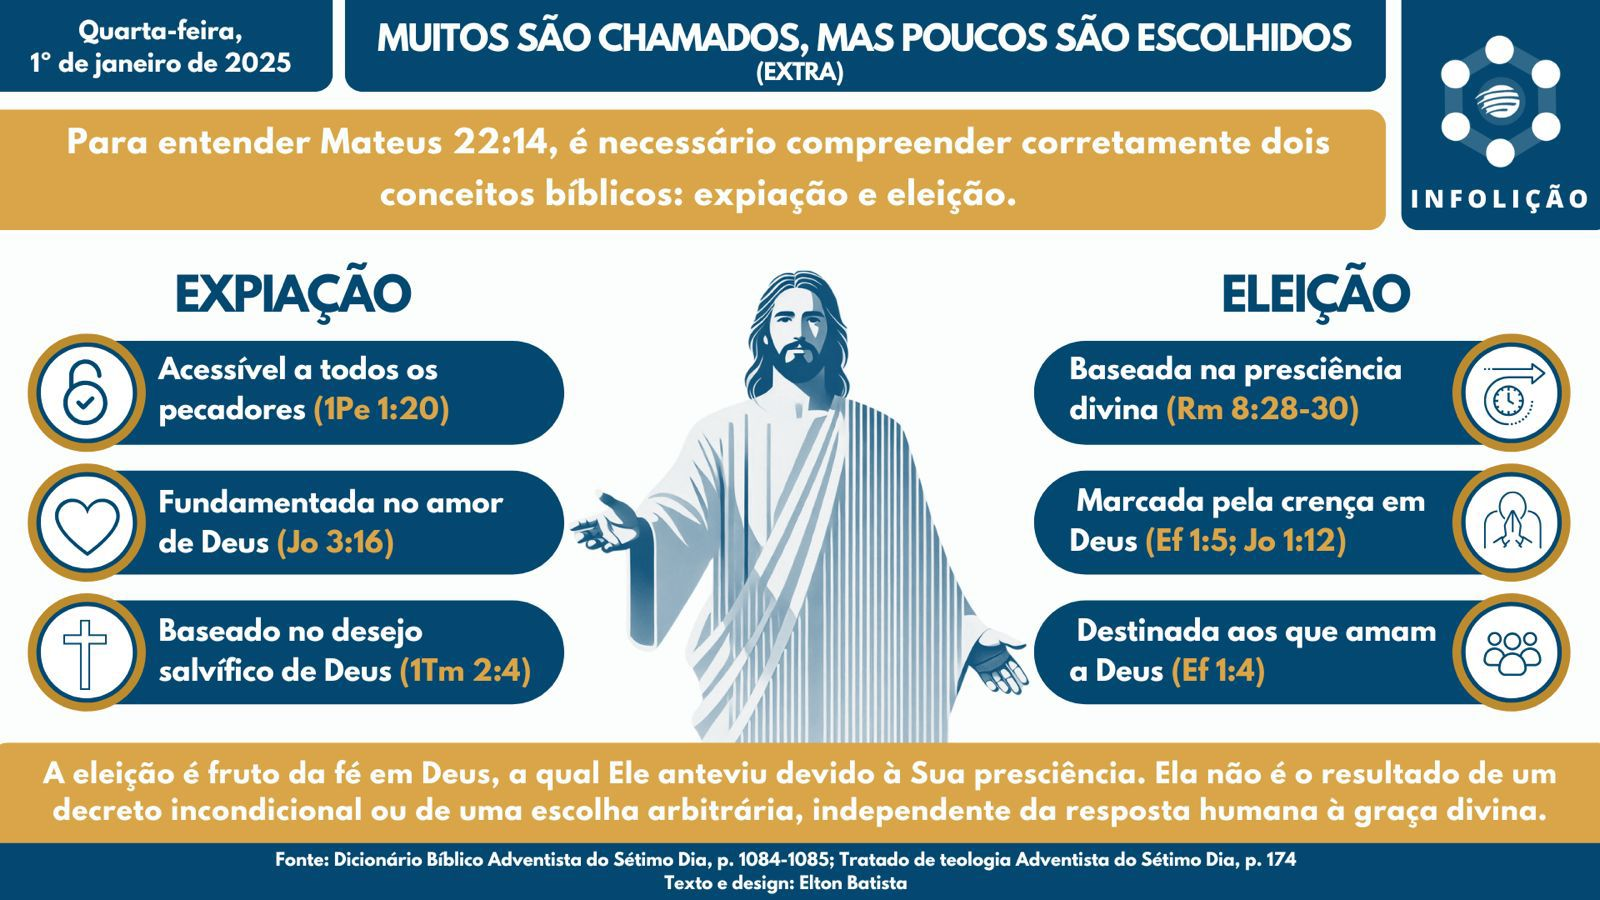 Quarta-feira,
1º de janeiro de 2025
MUITOS SÃO CHAMADOS, MAS POUCOS SÃO ESCOLHIDOS
(EXTRA)
INFOLIÇÃO
Para entender Mateus 22:14, é necessário compreender corretamente dois
conceitos bíblicos: expiação e eleição.
EXPIAÇÃO
Acessível a todos os
pecadores (1Pe 1:20)
Fundamentada no amor
de Deus (Jo 3:16)
Baseado no desejo
salvífico de Deus (1Tm 2:4)
ELEIÇÃO
Baseada na presciência
divina (Rm 8:28-30)
Marcada pela crença em
Deus (Ef 1:5; Jo 1:12)
Destinada aos que amam
a Deus (Ef 1:4)
A eleição é fruto da fé em Deus, a qual Ele anteviu devido à Sua presciência. Ela não é o resultado de um
decreto incondicional ou de uma escolha arbitrária, independente da resposta humana à graça divina.
Fonte: Dicionário Bíblico Adventista do Sétimo Dia, p. 1084-1085; Tratado de teologia Adventista do Sétimo Dia, p. 174
Texto e design: Elton Batista